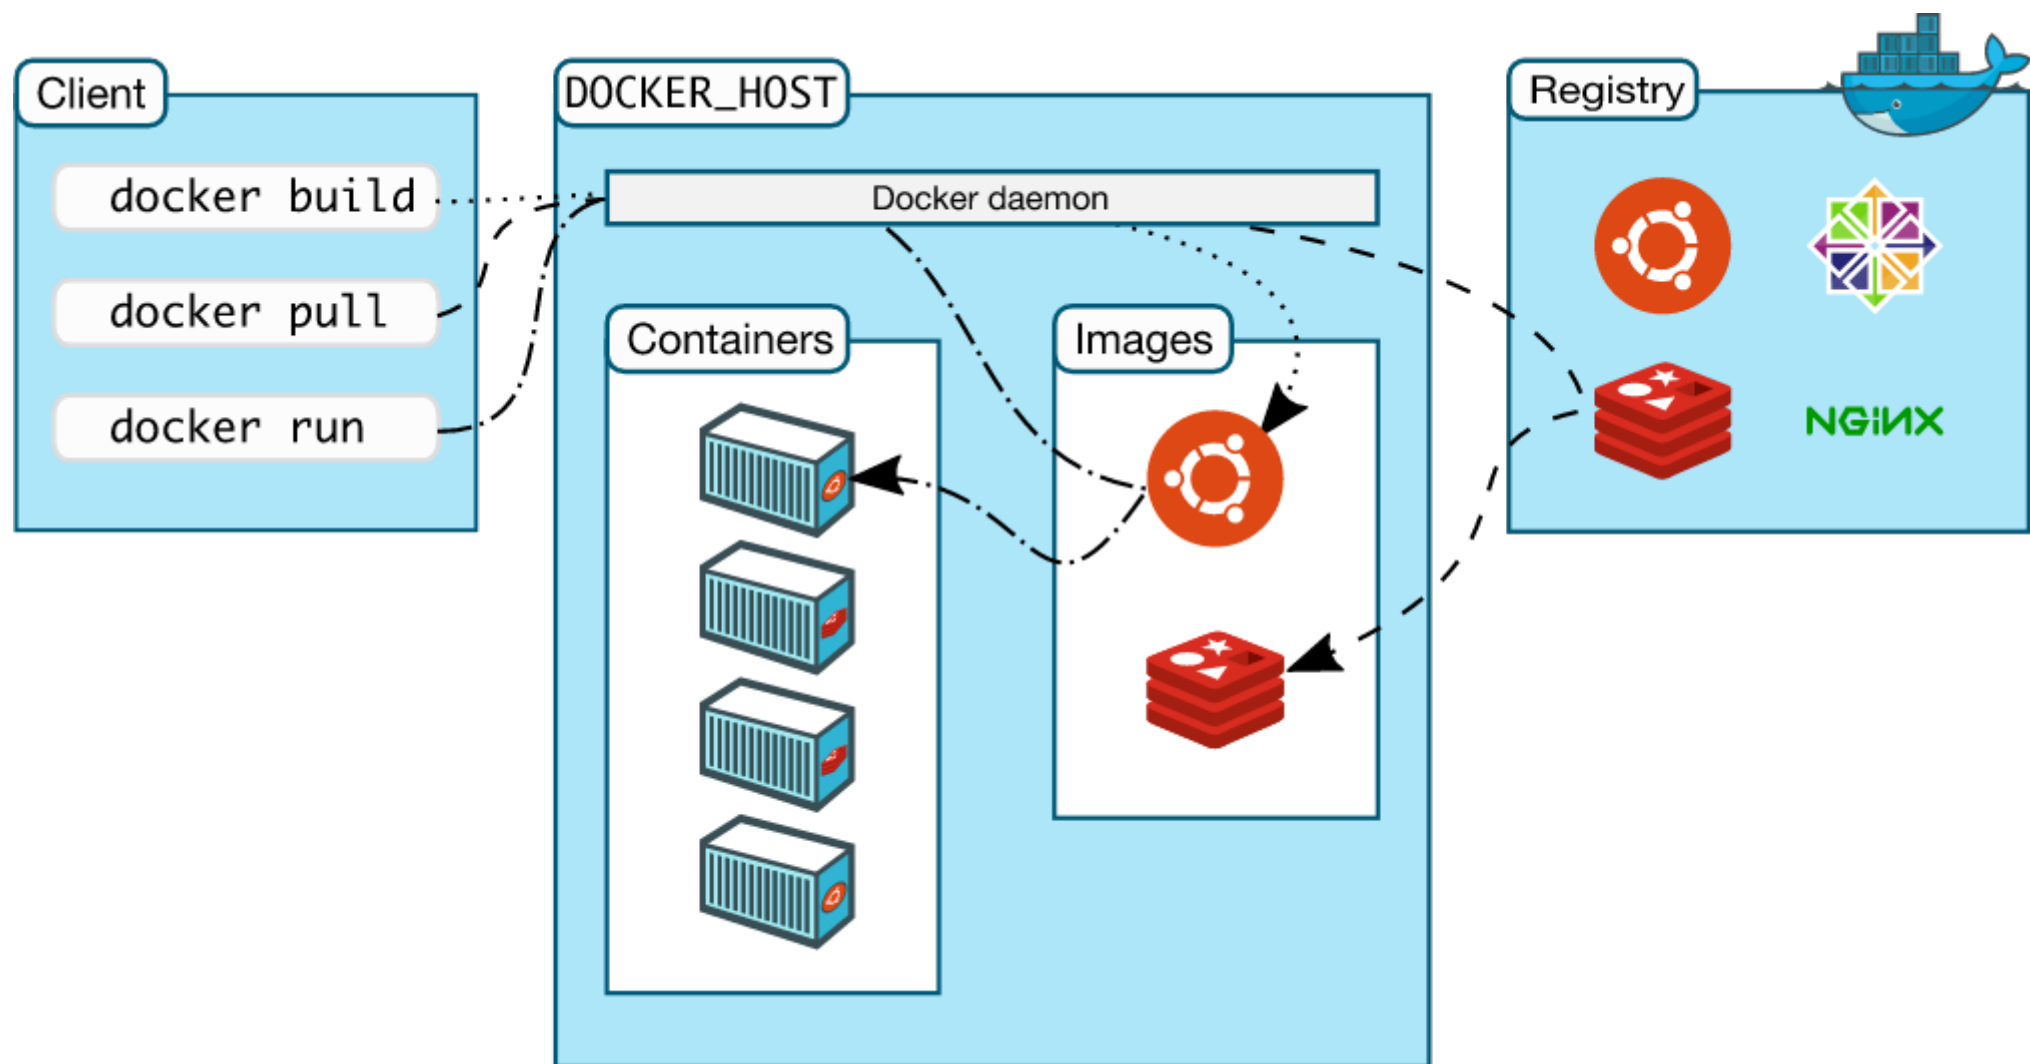 Client
docker build
docker pull
docker run
DOCKER_HOST
Docker daemon
Containers
Images
Registry
NGiNX